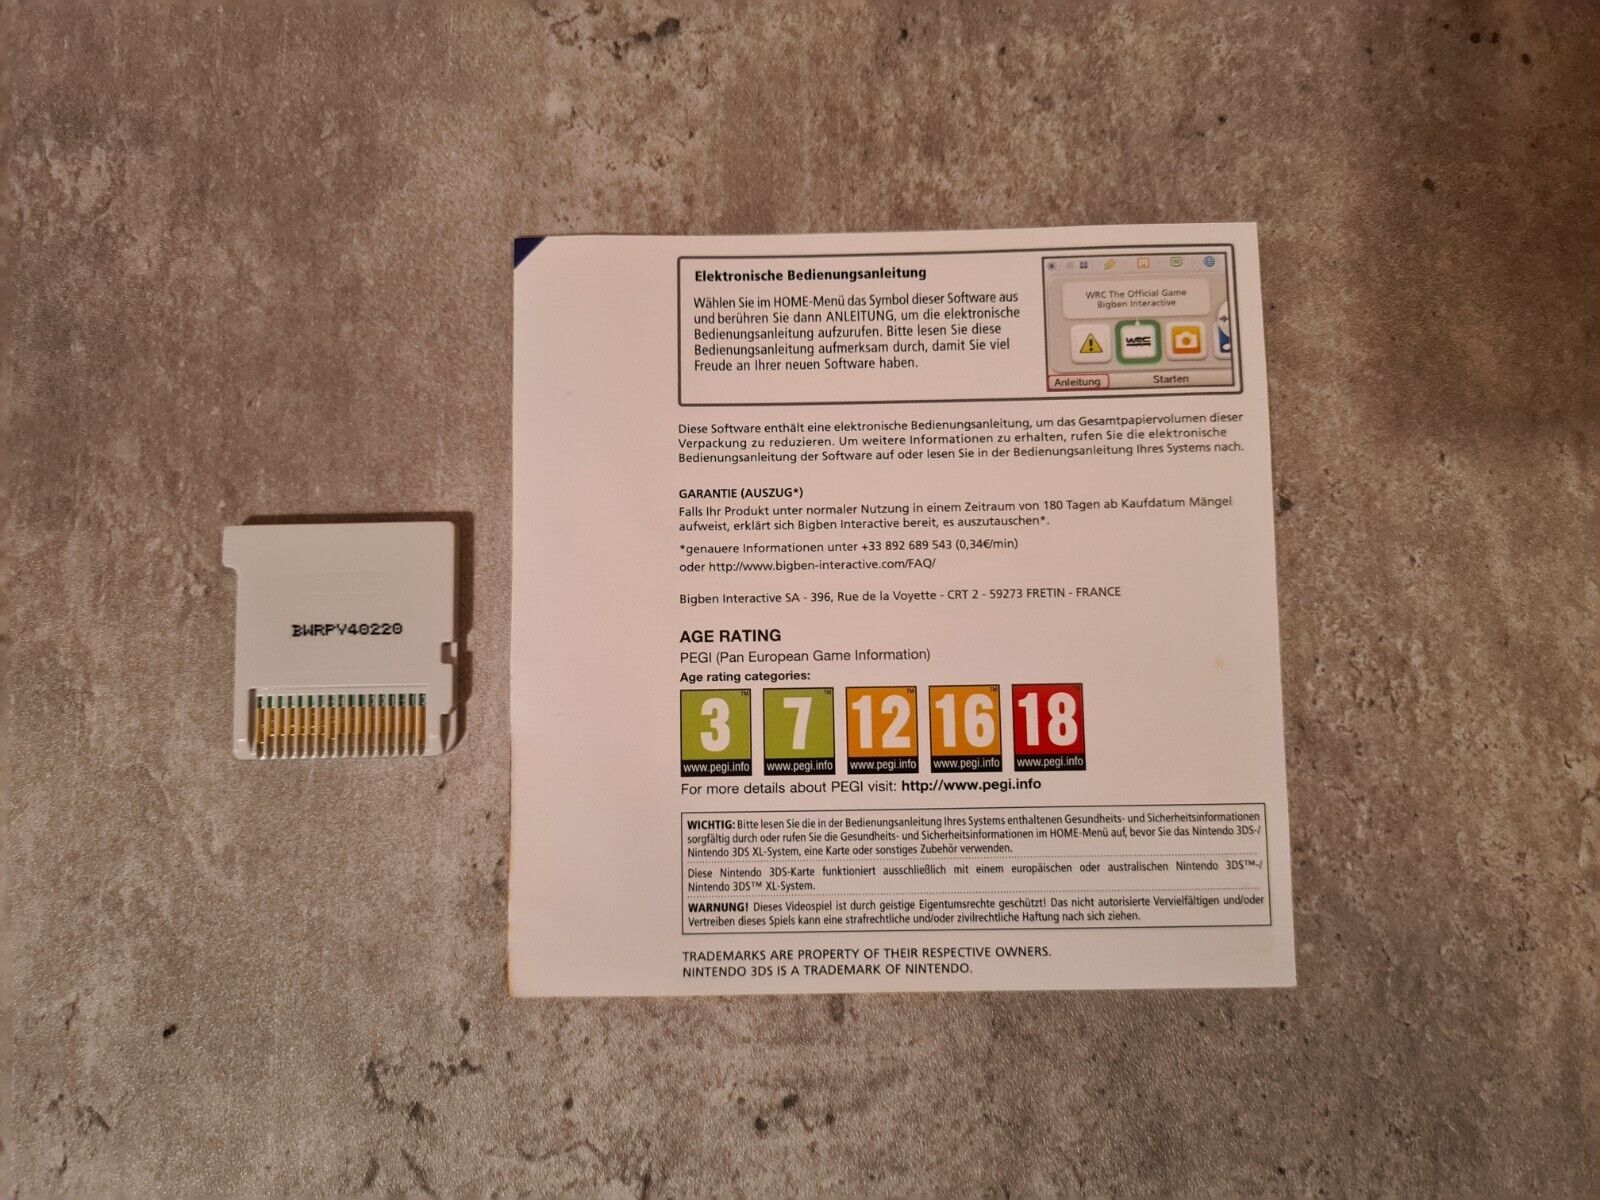 BWRPY40220
Elektronische Bedienungsanleitung
Wählen Sie im HOME-Menü das Symbol dieser Software aus
und berühren Sie dann ANLEITUNG, um die elektronische
Bedienungsanleitung aufzurufen. Bitte lesen Sie diese
Bedienungsanleitung aufmerksam durch, damit Sie viel
Freude an Ihrer neuen Software haben.
WRC The Official Game
Bigben Interactive
WRC
Anleitung Starten
Diese Software enthält eine elektronische Bedienungsanleitung, um das Gesamtpapiervolumen dieser
Verpackung zu reduzieren. Um weitere Informationen zu erhalten, rufen Sie die elektronische
Bedienungsanleitung der Software auf oder lesen Sie in der Bedienungsanleitung Ihres Systems nach.
GARANTIE (AUSZUG*)
Falls Ihr Produkt unter normaler Nutzung in einem Zeitraum von 180 Tagen ab Kaufdatum Mängel
aufweist, erklärt sich Bigben Interactive bereit, es auszutauschen*.
*genauere Informationen unter +33 892 689 543 (0,34€/min)
oder http://www.bigben-interactive.com/FAQ/
Bigben Interactive SA - 396, Rue de la Voyette - CRT 2 - 59273 FRETIN - FRANCE
AGE RATING
PEGI (Pan European Game Information)
Age rating categories:
3 7 12 16 18
www.pegi.info www.pegi.info www.pegi.info www.pegi.info www.pegi.info
For more details about PEGI visit: http://www.pegi.info
WICHTIG: Bitte lesen Sie die in der Bedienungsanleitung Ihres Systems enthaltenen Gesundheits- und Sicherheitsinformationen
sorgfältig durch oder rufen Sie die Gesundheits- und Sicherheitsinformationen im HOME-Menü auf, bevor Sie das Nintendo 3DS-/
Nintendo 3DS XL-System, eine Karte oder sonstiges Zubehör verwenden.
Diese Nintendo 3DS-Karte funktioniert ausschließlich mit einem europäischen oder australischen Nintendo 3DS™-/
Nintendo 3DS™ XL-System.
WARNUNG! Dieses Videospiel ist durch geistige Eigentumsrechte geschützt! Das nicht autorisierte Vervielfältigen und/oder
Vertreiben dieses Spiels kann eine strafrechtliche und/oder zivilrechtliche Haftung nach sich ziehen.
TRADEMARKS ARE PROPERTY OF THEIR RESPECTIVE OWNERS.
NINTENDO 3DS IS A TRADEMARK OF NINTENDO.